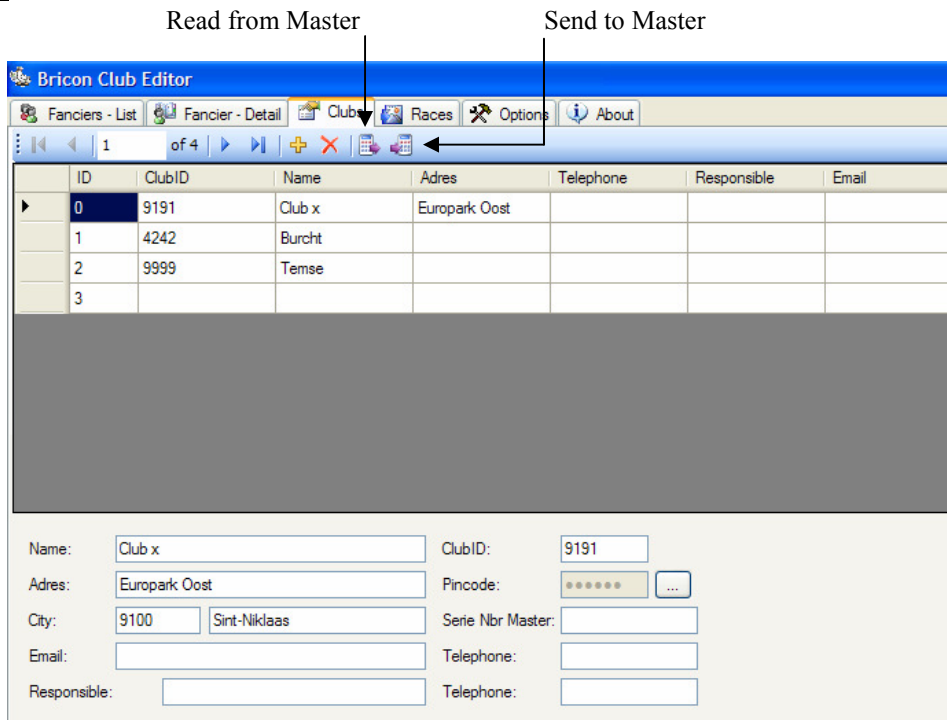 Read from Master Send to Master
Bricon Club Editor
Fanciers - List Fancier - Detail Clubs Races Options About
1 of 4
ID ClubID Name Adres Telephone Responsible Email
0 9191 Club x Europark Oost
1 4242 Burcht
2 9999 Temse
3
Name: Club x ClubID: 9191
Adres: Europark Oost Pincode: ●●●●●● ...
City: 9100 Sint-Niklaas Serie Nbr Master:
Email: Telephone:
Responsible: Telephone: